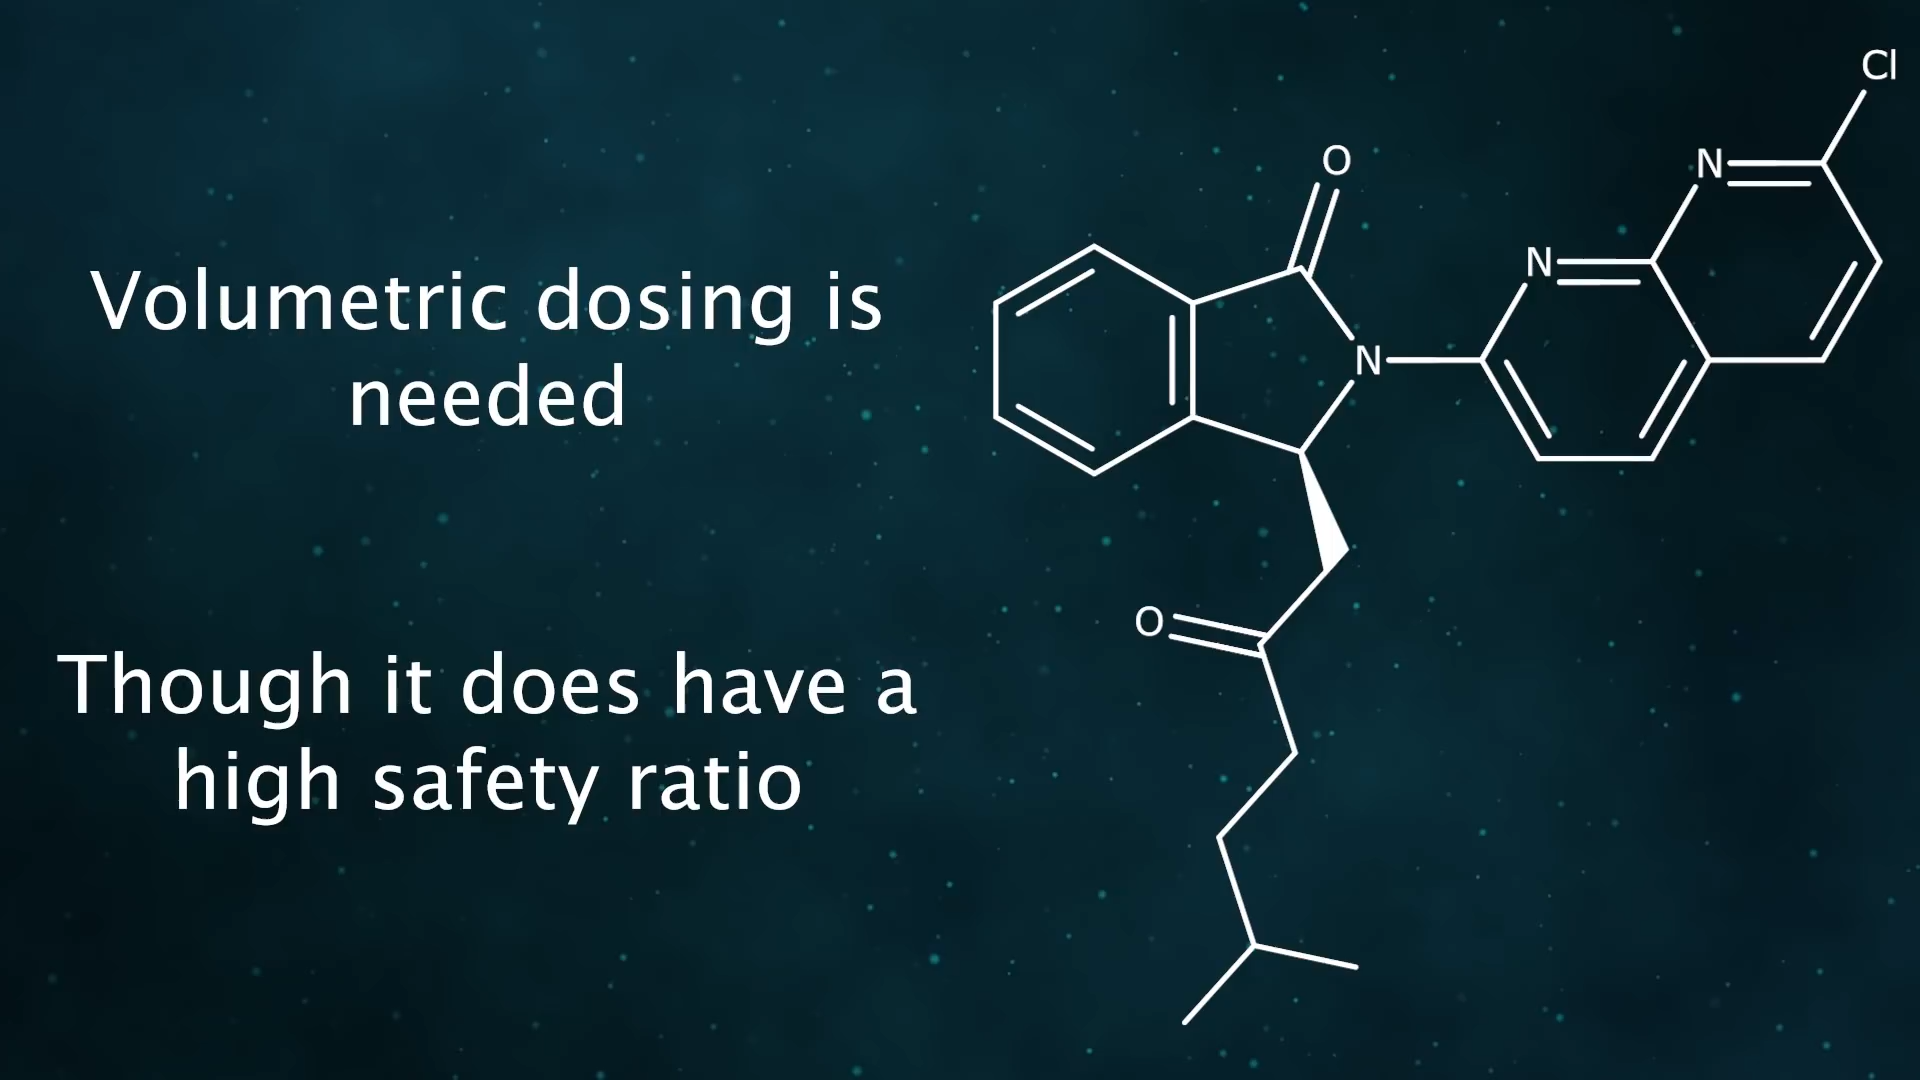 Volumetric dosing is
needed
Though it does have a
high safety ratio
Cl
O
N
N
N
O